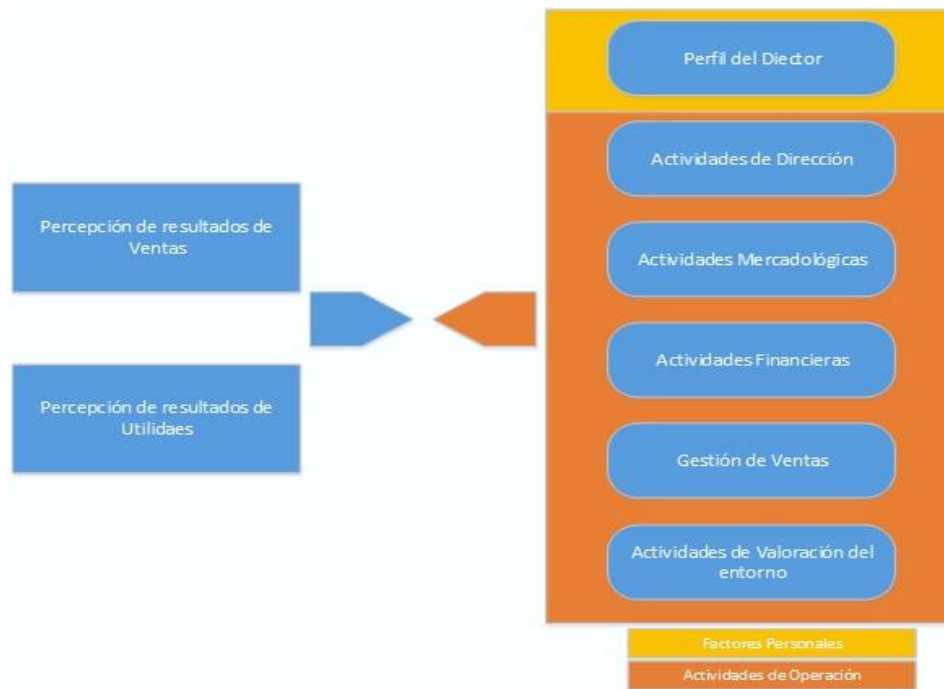 Perfil del Diector
Actividades de Dirección
Percepción de resultados de
Ventas
Actividades Mercadológicas
Actividades Financieras
Percepción de resultados de
Utilidaes
Gestión de Ventas
Actividades de Valoración del
entorno
Factores Personales
Actividades de Operación